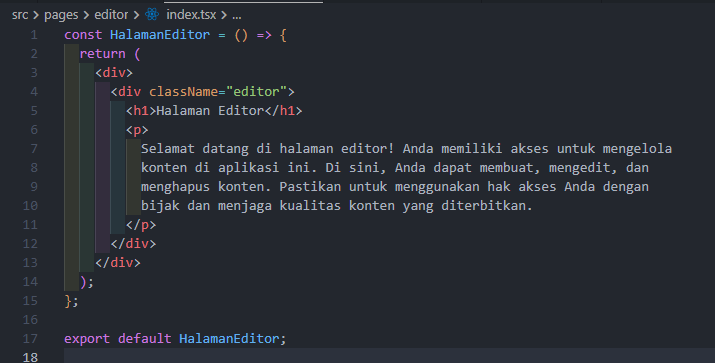 src > pages > editor > index.tsx > ...
1 const HalamanEditor = () => {
2   return (
3     <div>
4       <div className="editor">
5         <h1>Halaman Editor</h1>
6         <p>
7           Selamat datang di halaman editor! Anda memiliki akses untuk mengelola
8           konten di aplikasi ini. Di sini, Anda dapat membuat, mengedit, dan
9           menghapus konten. Pastikan untuk menggunakan hak akses Anda dengan
10           bijak dan menjaga kualitas konten yang diterbitkan.
11         </p>
12       </div>
13     </div>
14   );
15 };
16
17 export default HalamanEditor;
18